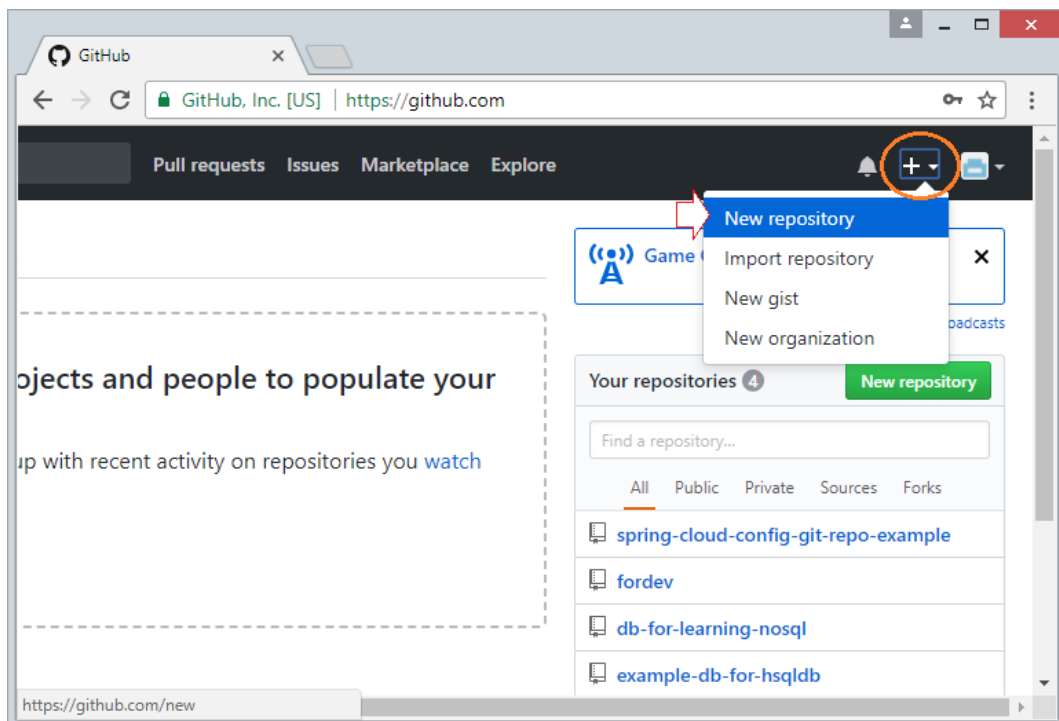 GitHub
GitHub, Inc. [US] https://github.com
Pull requests Issues Marketplace Explore
New repository
Import repository
New gist
New organization
Game
ojects and people to populate your
up with recent activity on repositories you watch
Your repositories 4 New repository
Find a repository...
All Public Private Sources Forks
spring-cloud-config-git-repo-example
fordev
db-for-learning-nosql
example-db-for-hsqldb
https://github.com/new